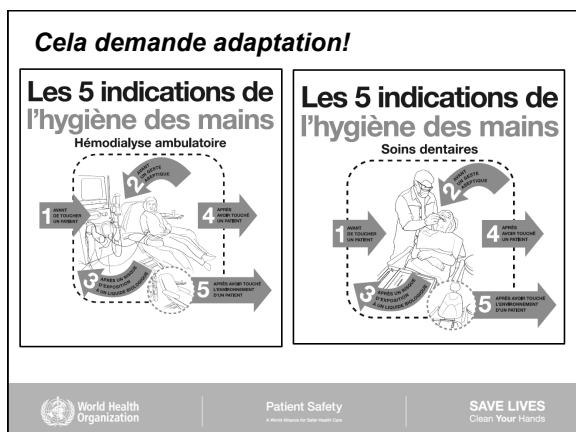 Cela demande adaptation!
Les 5 indications de
l'hygiène des mains
Hémodialyse ambulatoire
1 AVANT
DE TOUCHER
UN PATIENT
2 AVANT
UN GESTE
ASEPTIQUE
3 APRÈS UN RISQUE
D'EXPOSITION
À UN LIQUIDE BIOLOGIQUE
4 APRÈS
AVOIR TOUCHÉ
UN PATIENT
5 APRÈS AVOIR TOUCHÉ
L'ENVIRONNEMENT
D'UN PATIENT
Les 5 indications de
l'hygiène des mains
Soins dentaires
1 AVANT
DE TOUCHER
UN PATIENT
2 AVANT
UN GESTE
ASEPTIQUE
3 APRÈS UN RISQUE
D'EXPOSITION
À UN LIQUIDE BIOLOGIQUE
4 APRÈS
AVOIR TOUCHÉ
UN PATIENT
5 APRÈS AVOIR TOUCHÉ
L'ENVIRONNEMENT
D'UN PATIENT
World Health
Organization
Patient Safety
A World Alliance for Safer Health Care
SAVE LIVES
Clean Your Hands